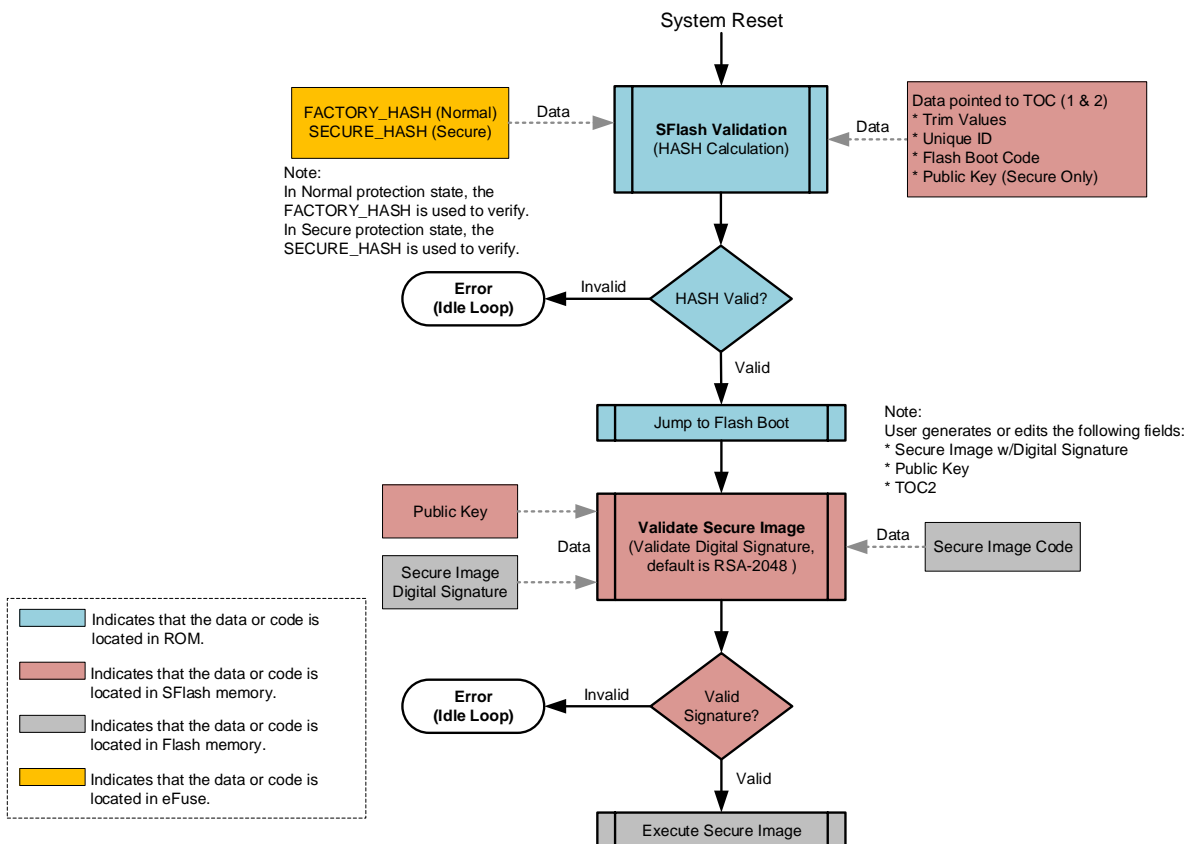 System Reset
FACTORY_HASH (Normal)
SECURE_HASH (Secure)
Data
SFlash Validation
(HASH Calculation)
Data
Data pointed to TOC (1 & 2)
* Trim Values
* Unique ID
* Flash Boot Code
* Public Key (Secure Only)
Note:
In Normal protection state, the
FACTORY_HASH is used to verify.
In Secure protection state, the
SECURE_HASH is used to verify.
Error
(Idle Loop)
Invalid
HASH Valid?
Valid
Jump to Flash Boot
Note:
User generates or edits the following fields:
* Secure Image w/Digital Signature
* Public Key
* TOC2
Public Key
Data
Secure Image
Digital Signature
Validate Secure Image
(Validate Digital Signature,
default is RSA-2048 )
Data
Secure Image Code
Indicates that the data or code is
located in ROM.
Indicates that the data or code is
located in SFlash memory.
Indicates that the data or code is
located in Flash memory.
Indicates that the data or code is
located in eFuse.
Error
(Idle Loop)
Invalid
Valid
Signature?
Valid
Execute Secure Image